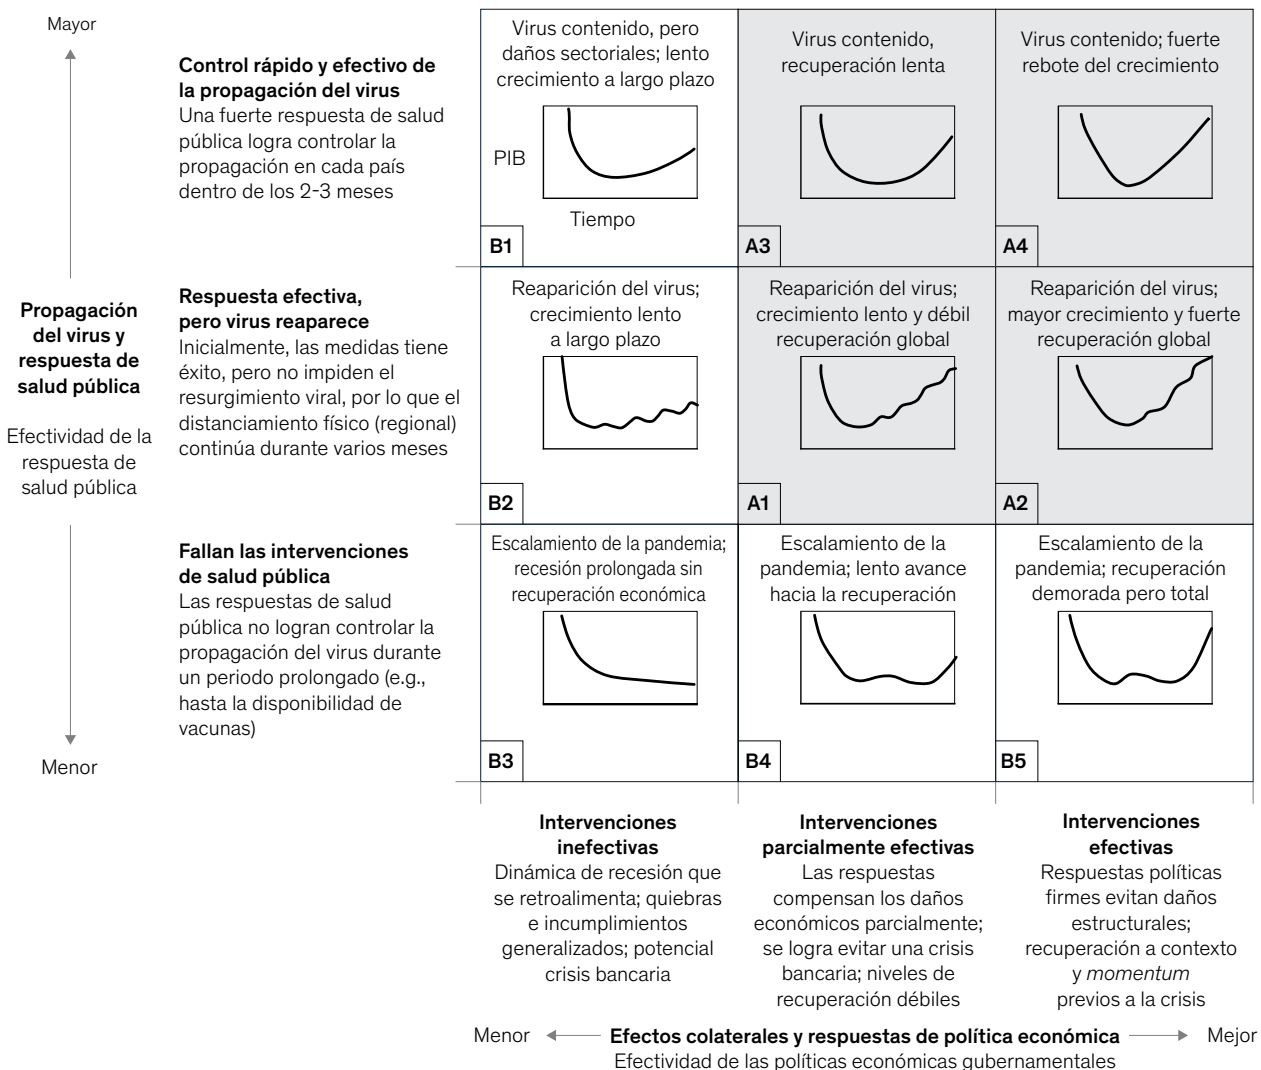 Mayor
Propagación
del virus y
respuesta de
salud pública
Efectividad de la
respuesta de
salud pública
Menor
Control rápido y efectivo de
la propagación del virus
Una fuerte respuesta de salud
pública logra controlar la
propagación en cada país
dentro de los 2-3 meses
Virus contenido, pero
daños sectoriales; lento
crecimiento a largo plazo
PIB
Tiempo
B1
Virus contenido,
recuperación lenta
A3
Virus contenido; fuerte
rebote del crecimiento
A4
Respuesta efectiva,
pero virus reaparece
Inicialmente, las medidas tiene
éxito, pero no impiden el
resurgimiento viral, por lo que el
distanciamiento físico (regional)
continúa durante varios meses
Reaparición del virus;
crecimiento lento
a largo plazo
B2
Reaparición del virus;
crecimiento lento y débil
recuperación global
A1
Reaparición del virus;
mayor crecimiento y fuerte
recuperación global
A2
Fallan las intervenciones
de salud pública
Las respuestas de salud
pública no logran controlar la
propagación del virus durante
un periodo prolongado (e.g.,
hasta la disponibilidad de
vacunas)
Escalamiento de la pandemia;
recesión prolongada sin
recuperación económica
B3
Escalamiento de la
pandemia; lento avance
hacia la recuperación
B4
Escalamiento de la
pandemia; recuperación
demorada pero total
B5
Intervenciones
inefectivas
Dinámica de recesión que
se retroalimenta; quiebras
e incumplimientos
generalizados; potencial
crisis bancaria
Intervenciones
parcialmente efectivas
Las respuestas
compensan los daños
económicos parcialmente;
se logra evitar una crisis
bancaria; niveles de
recuperación débiles
Intervenciones
efectivas
Respuestas políticas
firmes evitan daños
estructurales;
recuperación a contexto
y momentum
previos a la crisis
Menor Efectos colaterales y respuestas de política económica Mejor
Efectividad de las políticas económicas gubernamentales